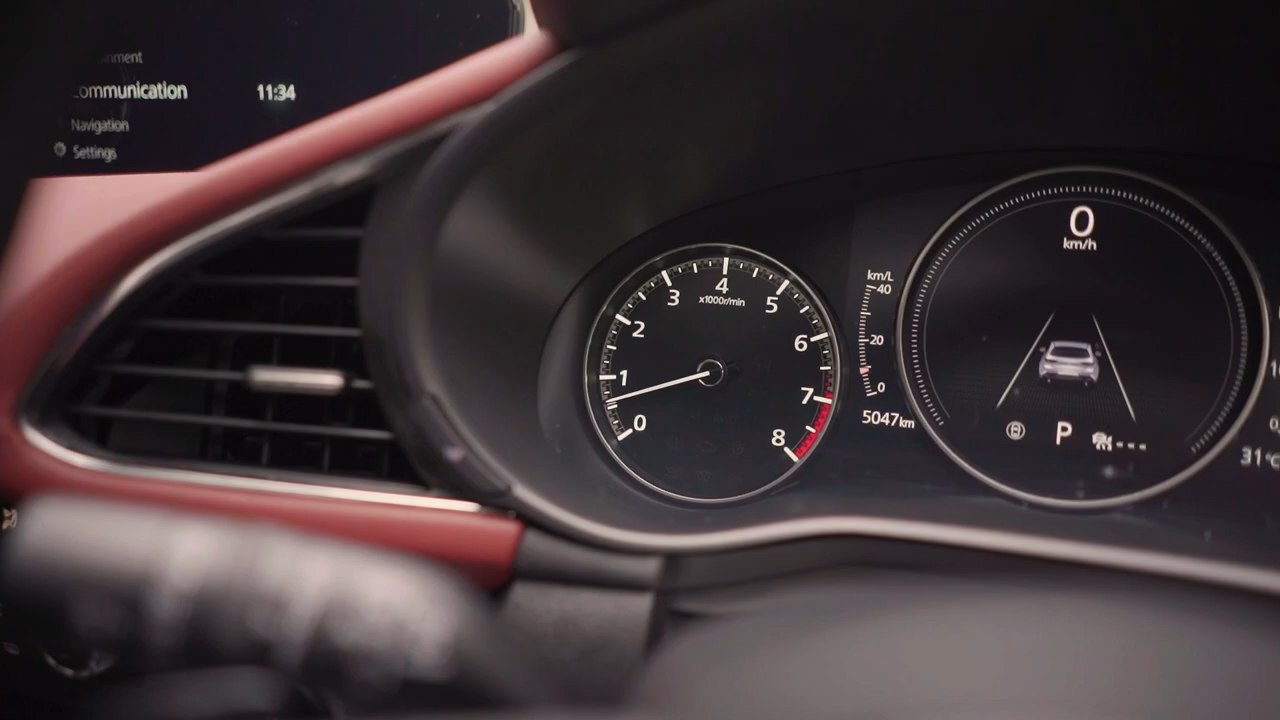 ommunication
11:34
Navigation
Settings
4
3
5
x1000r/min
2
6
1
7
0
8
km/L
40
20
0
5047km
0
km/h
P
---
31°C